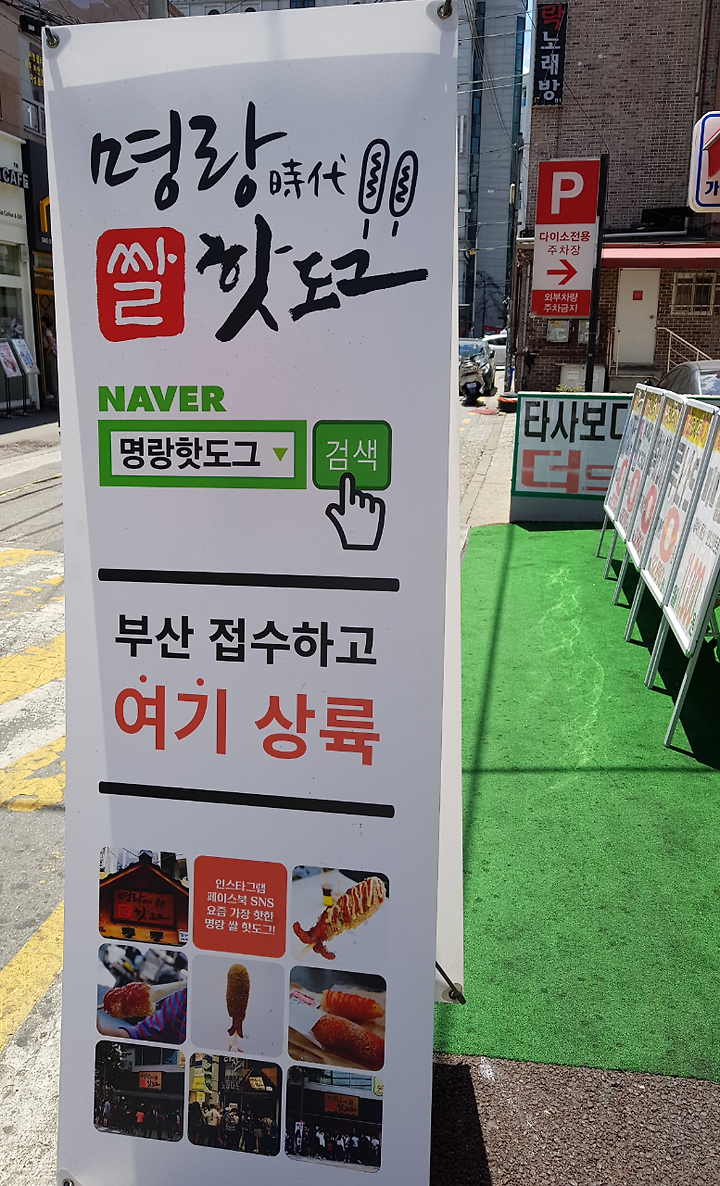 명랑時代
쌀핫도그
NAVER
명랑핫도그 ▼ 검색
부산 접수하고
여기 상륙
인스타그램
페이스북 SNS
요즘 가장 핫한
명랑 쌀 핫도그!
락노래방
P
다이소전용
주차장
외부차량
주차금지
타사보다
CAFE